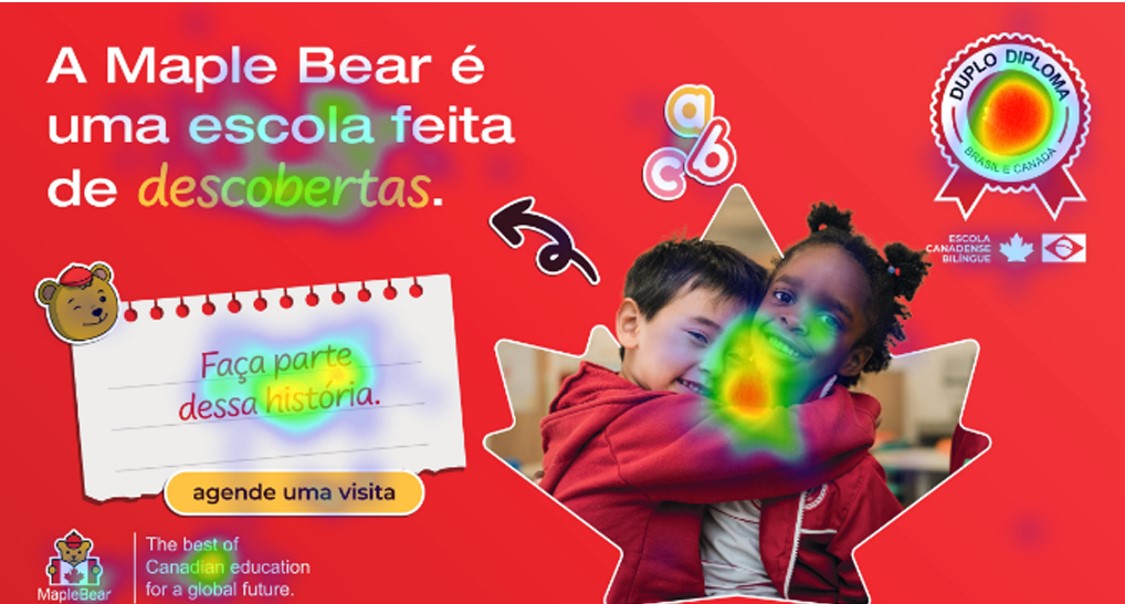 A Maple Bear é
uma escola feita
de descobertas.
a
b
c
DUPLO DIPLOMA
BRASIL E CANADÁ
ESCOLA
CANADENSE
BILÍNGUE
Faça parte
dessa história.
agende uma visita
MapleBear
The best of
Canadian education
for a global future.